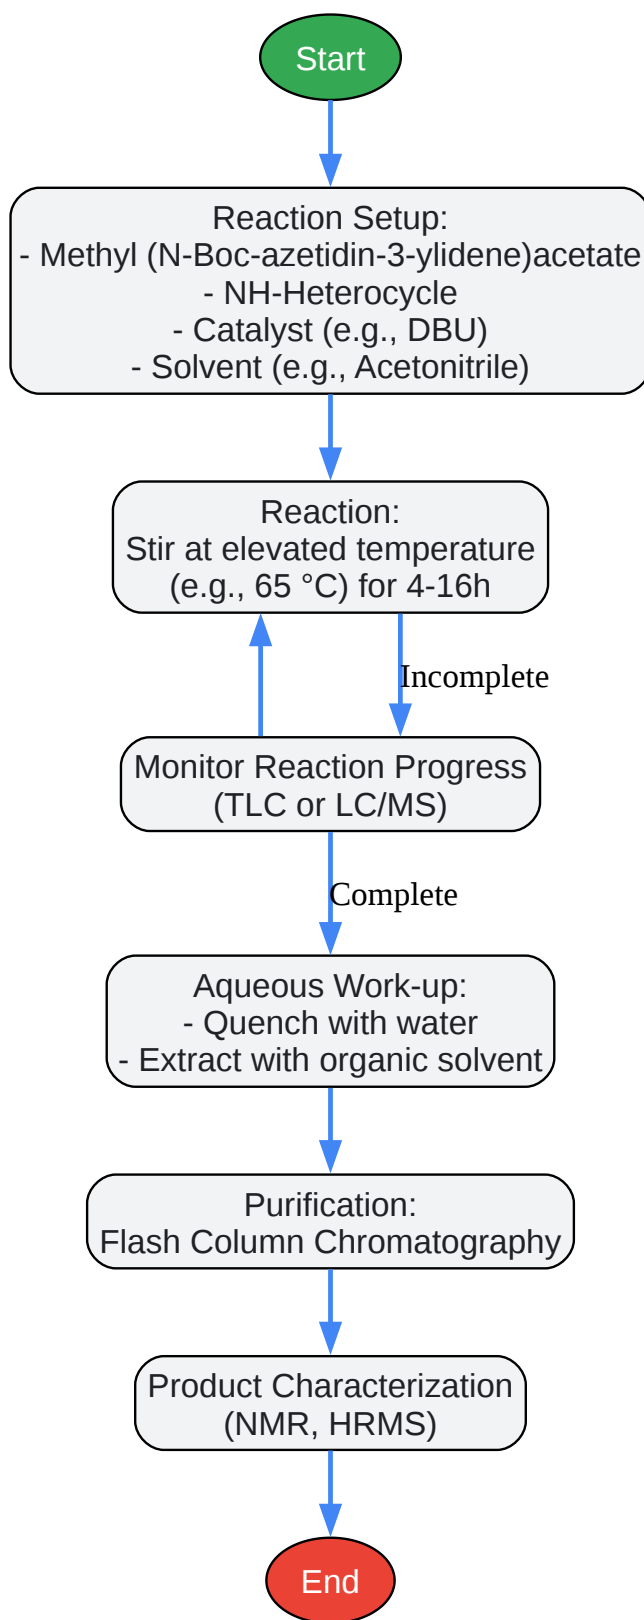 Start
Reaction Setup:
- Methyl (N-Boc-azetidin-3-ylidene)acetate
- NH-Heterocycle
- Catalyst (e.g., DBU)
- Solvent (e.g., Acetonitrile)
Reaction:
Stir at elevated temperature
(e.g., 65 °C) for 4-16h
Incomplete
Monitor Reaction Progress
(TLC or LC/MS)
Complete
Aqueous Work-up:
- Quench with water
- Extract with organic solvent
Purification:
Flash Column Chromatography
Product Characterization
(NMR, HRMS)
End